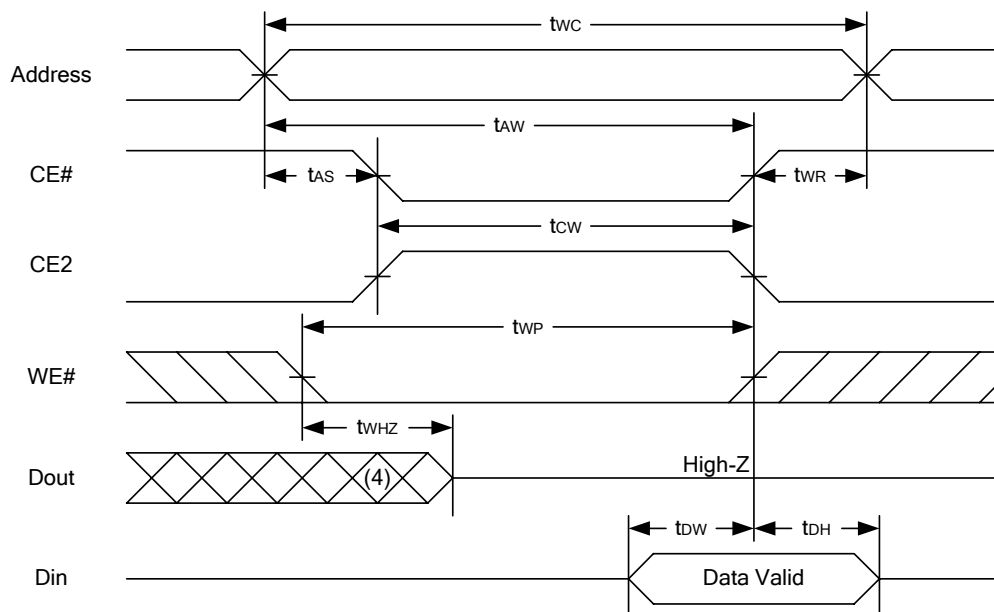 tWC
Address
tAW
CE#
tAS
tWR
tCW
CE2
tWP
WE#
tWHZ
Dout
(4)
High-Z
tDW
tDH
Din
Data Valid